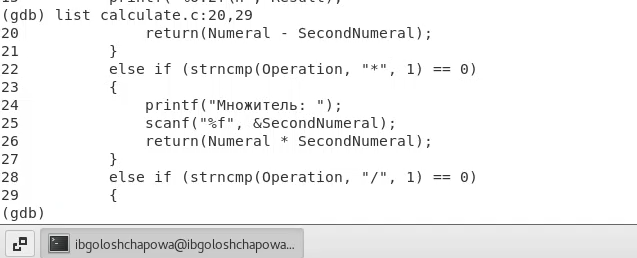 (gdb) list calculate.c:20,29
20              return(Numeral - SecondNumeral);
21          }
22          else if (strncmp(Operation, "*", 1) == 0)
23          {
24              printf("Множитель: ");
25              scanf("%f", &SecondNumeral);
26              return(Numeral * SecondNumeral);
27          }
28          else if (strncmp(Operation, "/", 1) == 0)
29          {
(gdb)
ibgoloshchapowa@ibgoloshchapowa...